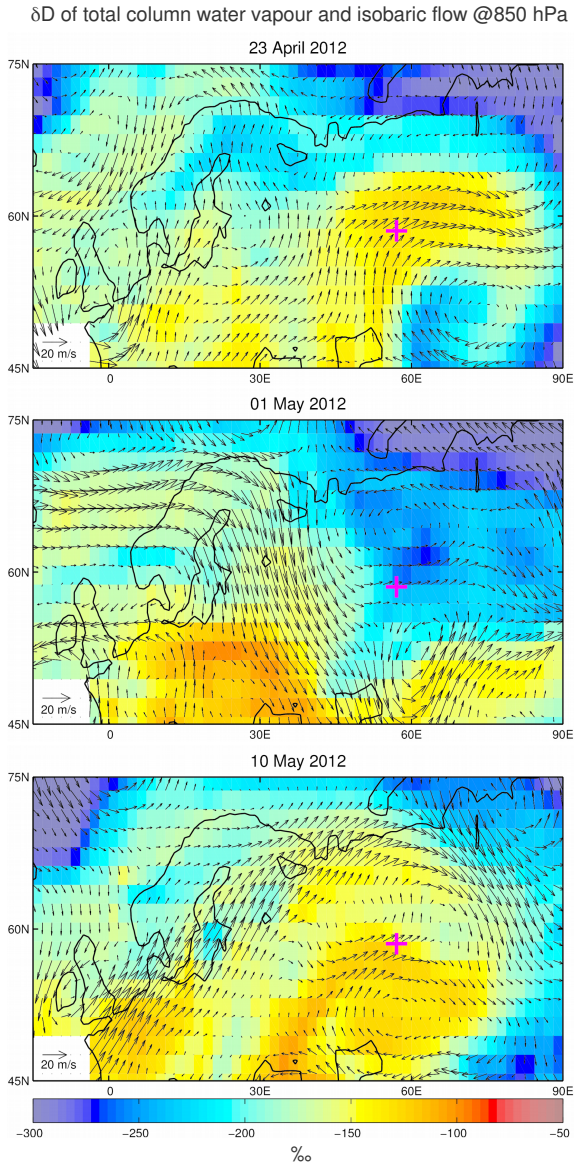 δD of total column water vapour and isobaric flow @850 hPa
23 April 2012
75N
60N
45N
20 m/s
0 30E 60E 90E
01 May 2012
75N
60N
45N
20 m/s
0 30E 60E 90E
10 May 2012
75N
60N
45N
20 m/s
0 30E 60E 90E
−300 −250 −200 −150 −100 −50
‰